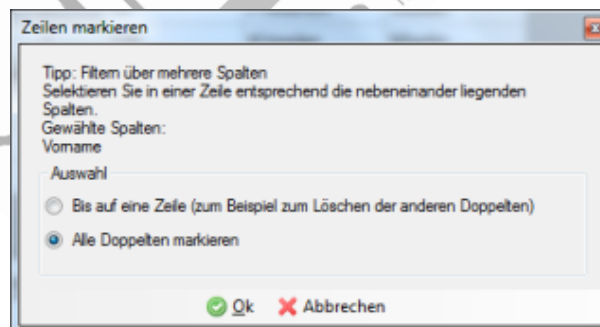 Zeilen markieren
Tipp: Filtern über mehrere Spalten
Selektieren Sie in einer Zeile entsprechend die nebeneinander liegenden
Spalten.
Gewählte Spalten:
Vorname
Auswahl
Bis auf eine Zeile (zum Beispiel zum Löschen der anderen Doppelten)
Alle Doppelten markieren
Ok
Abbrechen